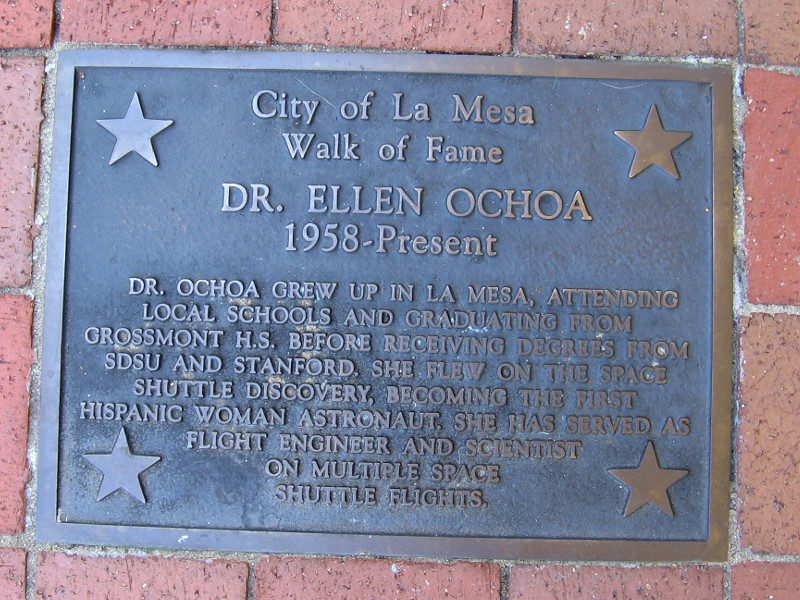 City of La Mesa
Walk of Fame
DR. ELLEN OCHOA
1958-Present
DR. OCHOA GREW UP IN LA MESA, ATTENDING
LOCAL SCHOOLS AND GRADUATING FROM
GROSSMONT H.S. BEFORE RECEIVING DEGREES FROM
SDSU AND STANFORD. SHE FLEW ON THE SPACE
SHUTTLE DISCOVERY, BECOMING THE FIRST
HISPANIC WOMAN ASTRONAUT. SHE HAS SERVED AS
FLIGHT ENGINEER AND SCIENTIST
ON MULTIPLE SPACE
SHUTTLE FLIGHTS.